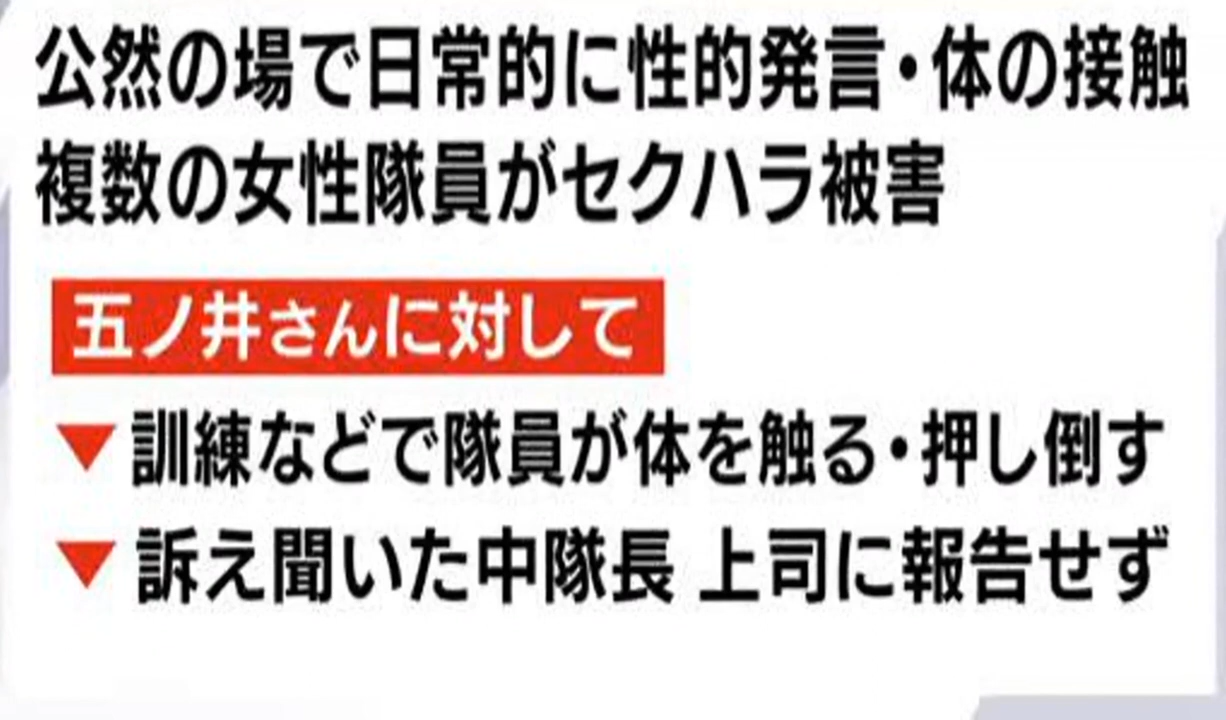 公然の場で日常的に性的発言・体の接触
複数の女性隊員がセクハラ被害
五ノ井さんに対して
▼訓練などで隊員が体を触る・押し倒す
▼訴え聞いた中隊長 上司に報告せず